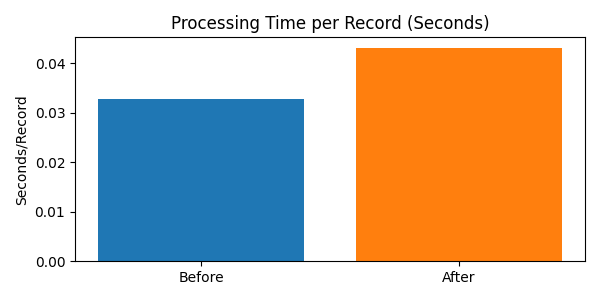 Processing Time per Record (Seconds)
Seconds/Record
0.04
0.03
0.02
0.01
0.00
Before
After